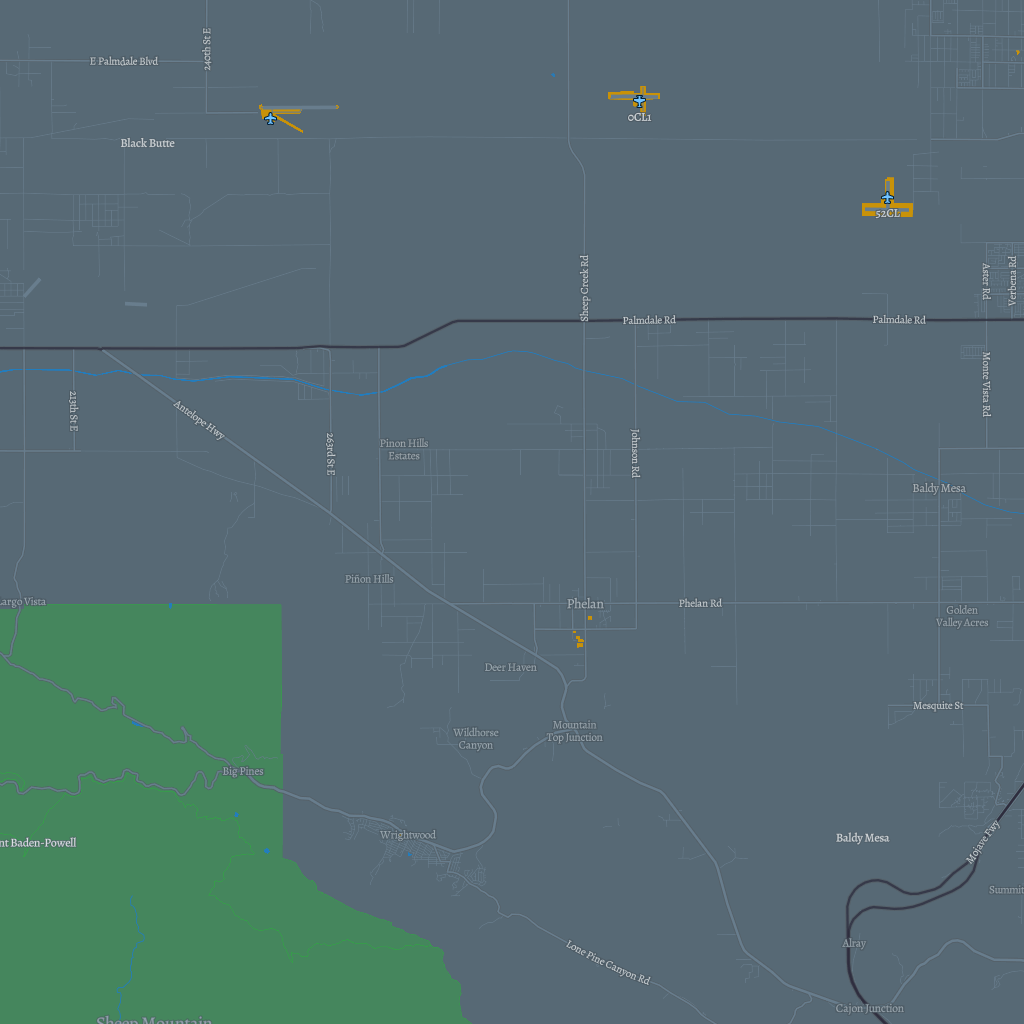 240th St E
E Palmdale Blvd
0CL1
Black Butte
52CL
Sheep Creek Rd
Aster Rd
Verbena Rd
Palmdale Rd
Palmdale Rd
Monte Vista Rd
213th St E
Antelope Hwy
263rd St E
Pinon Hills
Estates
Johnson Rd
Baldy Mesa
Piñon Hills
Largo Vista
Phelan
Phelan Rd
Golden
Valley Acres
Deer Haven
Mesquite St
Wildhorse
Canyon
Mountain
Top Junction
Big Pines
Wrightwood
nt Baden-Powell
Baldy Mesa
Mojave Fwy
Summit
Alray
Lone Pine Canyon Rd
Cajon Junction
Sheep Mountain